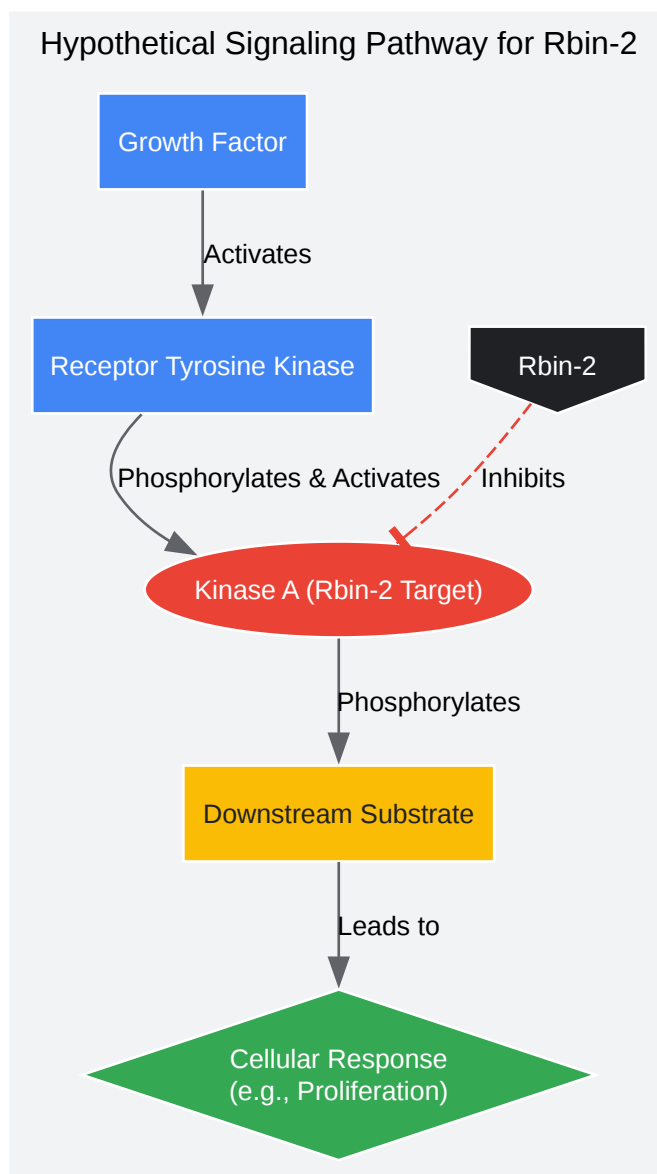 Hypothetical Signaling Pathway for Rbin-2
Growth Factor
Activates
Receptor Tyrosine Kinase
Rbin-2
Phosphorylates & Activates
Inhibits
Kinase A (Rbin-2 Target)
Phosphorylates
Downstream Substrate
Leads to
Cellular Response
(e.g., Proliferation)